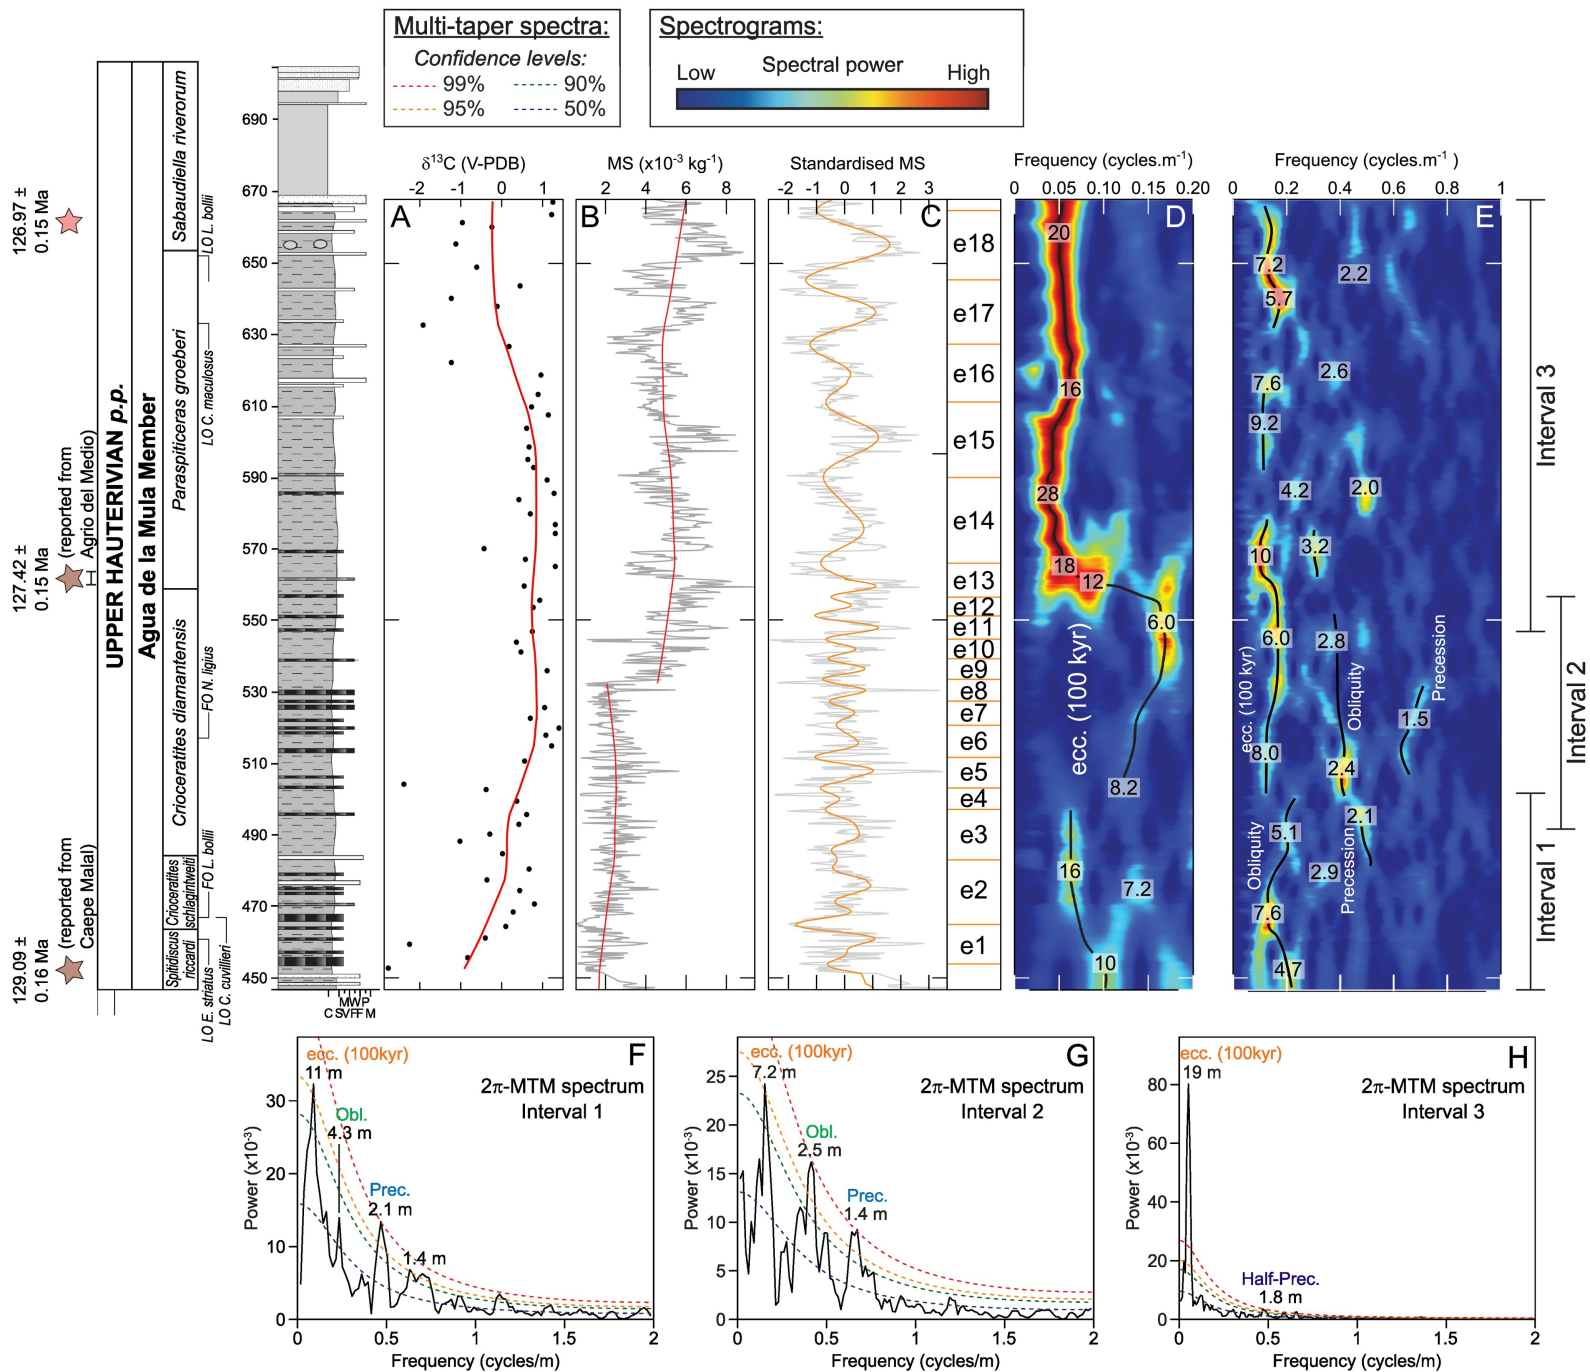 Multi-taper spectra:
Confidence levels:
99% 90%
95% 50%
Spectrograms:
Spectral power
Low High
126.97 ±
0.15 Ma
127.42 ±
0.15 Ma
(reported from
Agrio del Medio)
129.09 ±
0.16 Ma
(reported from
Caepe Malal)
UPPER HAUTERIVIAN p.p.
Agua de la Mula Member
Sabaudiella riverorum
Paraspiticeras groeberi
Crioceratites diamantensis
Crioceratites
schlagintweiti
Spitidiscus
riccardi
LO L. bollii
LO C. maculosus
FO N. ligius
FO L. bollii
LO E. striatus
LO C. cuvillieri
690
670
650
630
610
590
570
550
530
510
490
470
450
MWP
C SVFF M
δ13C (V-PDB)
-2 -1 0 1
A
MS (x10-3 kg-1)
2 4 6 8
B
Standardised MS
-2 -1 0 1 2 3
C
e18
e17
e16
e15
e14
e13
e12
e11
e10
e9
e8
e7
e6
e5
e4
e3
e2
e1
Frequency (cycles.m-1)
0 0.05 0.10 0.15 0.20
D
20
16
28
18
12
6.0
ecc. (100 kyr)
8.2
16
7.2
10
Frequency (cycles.m-1 )
0 0.2 0.4 0.6 0.8 1
E
7.2
2.2
5.7
2.6
7.6
9.2
4.2
2.0
10
3.2
6.0
2.8
ecc. (100 kyr)
Obliquity
Precession
1.5
8.0
2.4
2.1
5.1
Obliquity
Precession
2.9
7.6
4.7
Interval 3
Interval 2
Interval 1
F
ecc. (100kyr)
11 m
2π-MTM spectrum
Interval 1
Obl.
4.3 m
Prec.
2.1 m
1.4 m
Power (x10-3)
30
20
10
0
0 0.5 1 1.5 2
Frequency (cycles/m)
G
ecc. (100kyr)
7.2 m
2π-MTM spectrum
Interval 2
Obl.
2.5 m
Prec.
1.4 m
Power (x10-3)
25
20
15
10
5
0
0 0.5 1 1.5 2
Frequency (cycles/m)
H
ecc. (100kyr)
19 m
2π-MTM spectrum
Interval 3
Half-Prec.
1.8 m
Power (x10-3)
80
60
40
20
0
0 0.5 1 1.5 2
Frequency (cycles/m)